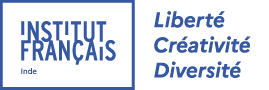 INSTITUT
FRANÇAIS
Inde
Liberté
Créativité
Diversité